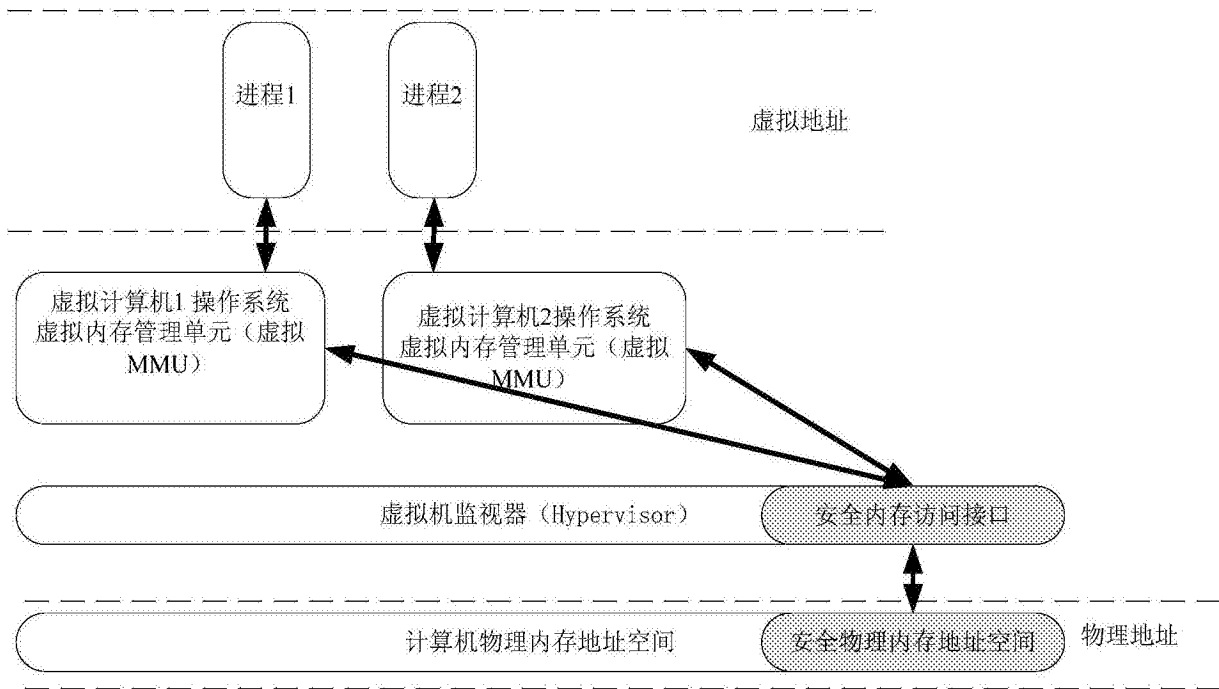 进程1
进程2
虚拟地址
虚拟计算机1 操作系统
虚拟内存管理单元（虚拟
MMU）
虚拟计算机2操作系统
虚拟内存管理单元（虚拟
MMU）
虚拟机监视器（Hypervisor）
安全内存访问接口
计算机物理内存地址空间
安全物理内存地址空间
物理地址